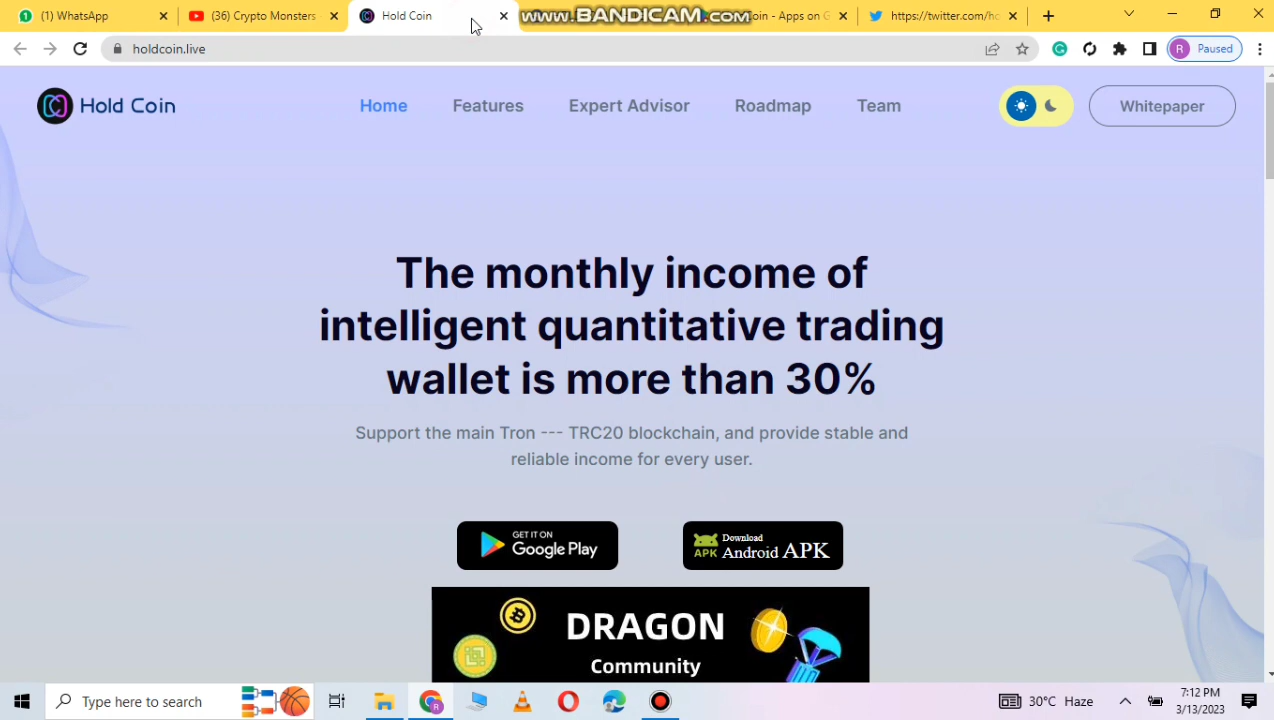 (1) WhatsApp
(36) Crypto Monsters
Hold Coin
WWW.BANDICAM.COM
oin - Apps on G
https://twitter.com/hc
holdcoin.live
R Paused
Hold Coin
Home
Features
Expert Advisor
Roadmap
Team
Whitepaper
The monthly income of
intelligent quantitative trading
wallet is more than 30%
Support the main Tron --- TRC20 blockchain, and provide stable and
reliable income for every user.
GET IT ON
Google Play
Download
APK Android APK
DRAGON
Community
Type here to search
30°C Haze
7:12 PM
3/13/2023